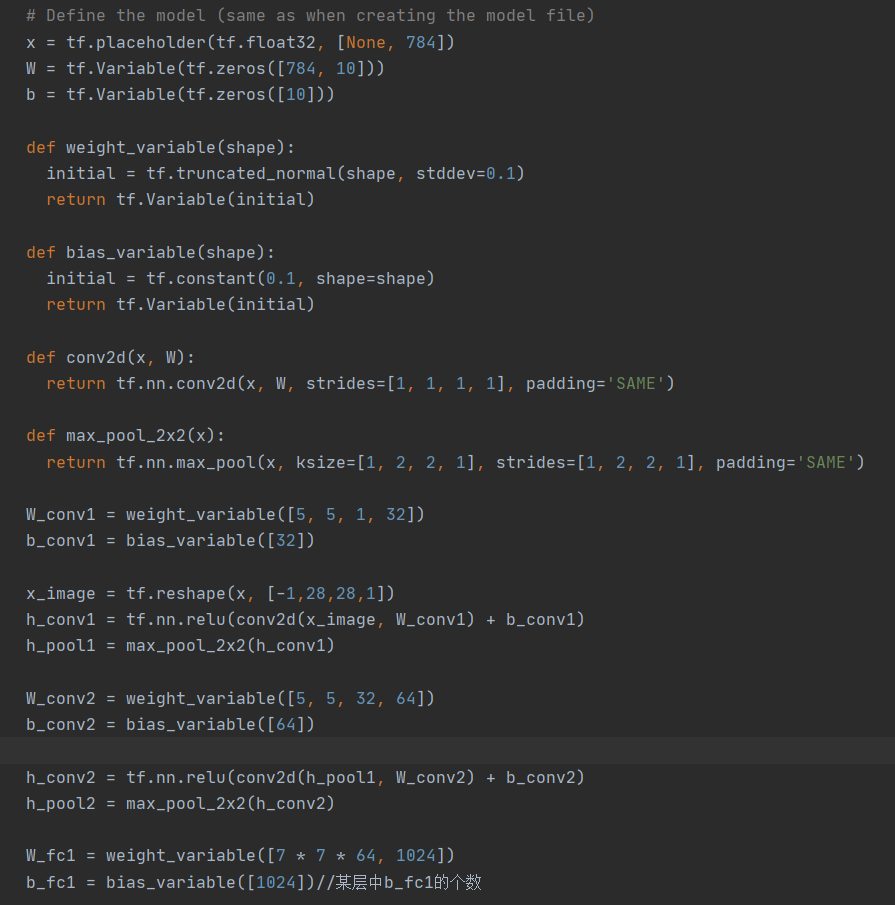 # Define the model (same as when creating the model file)
x = tf.placeholder(tf.float32, [None, 784])
W = tf.Variable(tf.zeros([784, 10]))
b = tf.Variable(tf.zeros([10]))
def weight_variable(shape):
  initial = tf.truncated_normal(shape, stddev=0.1)
  return tf.Variable(initial)
def bias_variable(shape):
  initial = tf.constant(0.1, shape=shape)
  return tf.Variable(initial)
def conv2d(x, W):
  return tf.nn.conv2d(x, W, strides=[1, 1, 1, 1], padding='SAME')
def max_pool_2x2(x):
  return tf.nn.max_pool(x, ksize=[1, 2, 2, 1], strides=[1, 2, 2, 1], padding='SAME')
W_conv1 = weight_variable([5, 5, 1, 32])
b_conv1 = bias_variable([32])
x_image = tf.reshape(x, [-1,28,28,1])
h_conv1 = tf.nn.relu(conv2d(x_image, W_conv1) + b_conv1)
h_pool1 = max_pool_2x2(h_conv1)
W_conv2 = weight_variable([5, 5, 32, 64])
b_conv2 = bias_variable([64])
h_conv2 = tf.nn.relu(conv2d(h_pool1, W_conv2) + b_conv2)
h_pool2 = max_pool_2x2(h_conv2)
W_fc1 = weight_variable([7 * 7 * 64, 1024])
b_fc1 = bias_variable([1024])//某层中b_fc1的个数